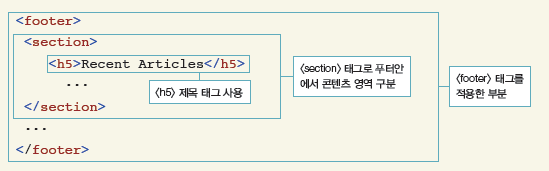 <footer>
<section>
<h5>Recent Articles</h5>
...
<h5> 제목 태그 사용
</section>
...
</footer>
<section> 태그로 푸터안
에서 콘텐츠 영역 구분
<footer> 태그를
적용한 부분